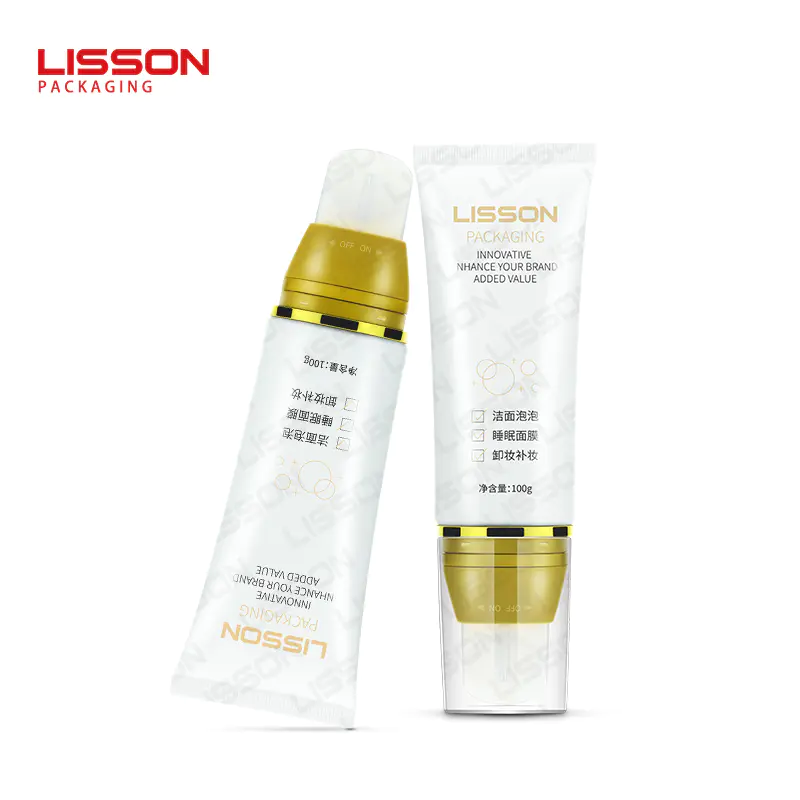 LISSON
PACKAGING
OFF ON
净含量:100g
卸妆补妆
睡眠面膜
洁面泡泡
INNOVATIVE
NHANCE YOUR BRAND
ADDED VALUE
PACKAGING
LISSON
LISSON
PACKAGING
INNOVATIVE
NHANCE YOUR BRAND
ADDED VALUE
洁面泡泡
睡眠面膜
卸妆补妆
净含量:100g
OFF ON